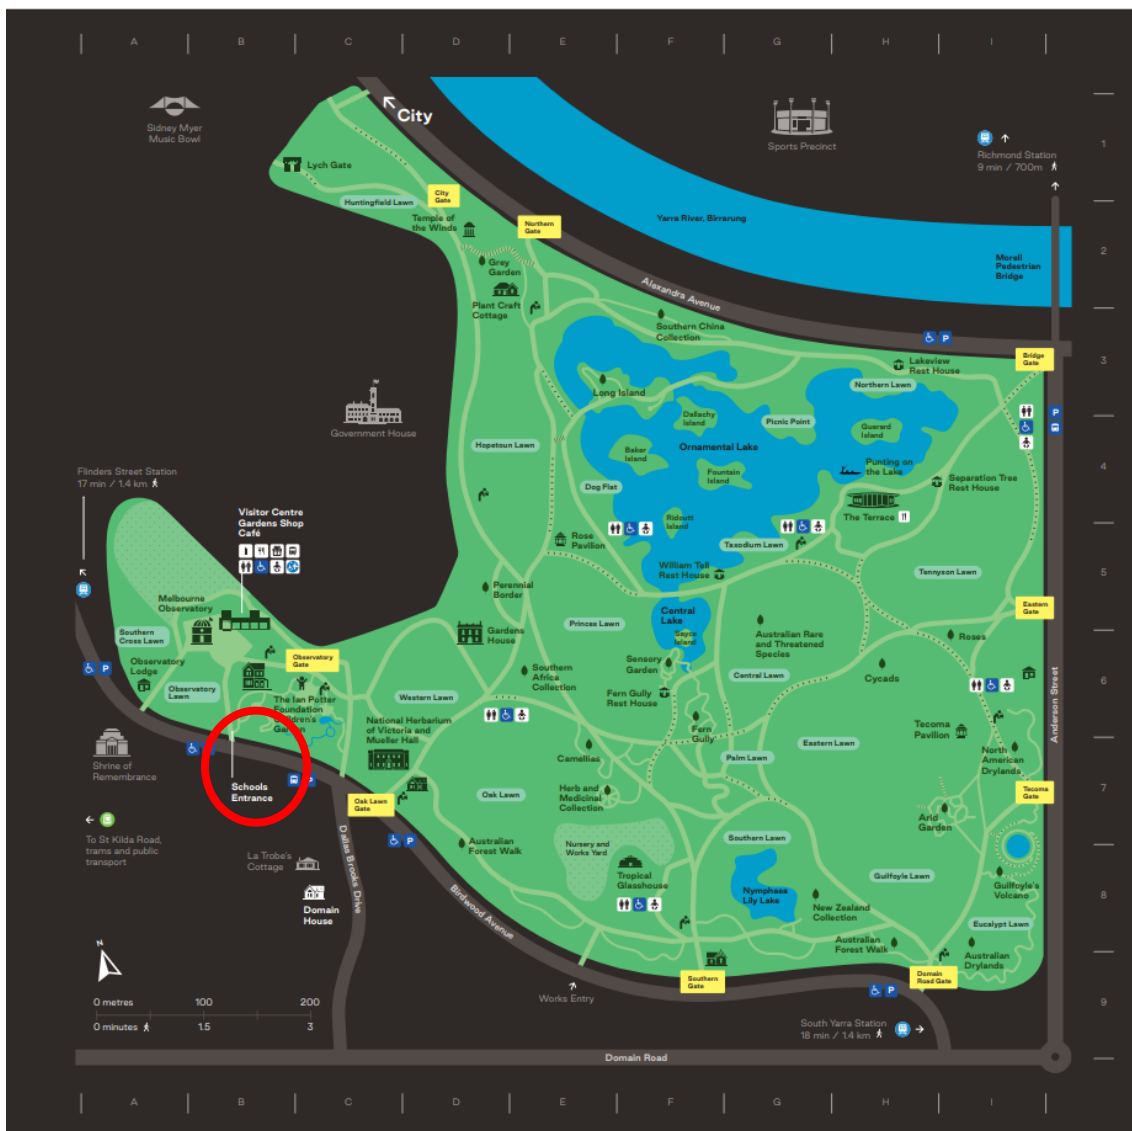 A B C D E F G H I
City
Sidney Myer
Music Bowl
Sports Precinct
Richmond Station
9 min / 700m
1
Lych Gate
City
Gate
Huntingfield Lawn
Temple of
the Winds
Northern
Gate
Yarra River, Birrarung
2
Morell
Pedestrian
Bridge
Grey
Garden
Alexandra Avenue
Plant Craft
Cottage
Southern China
Collection
P
3
Bridge
Gate
Lakeview
Rest House
Northern Lawn
Long Island
Dallachy
Island
Picnic Point
Guerard
Island
P
Government House
Hopetoun Lawn
Baker
Island
Ornamental Lake
Fountain
Island
Punting on
the Lake
4
Separation Tree
Rest House
Flinders Street Station
17 min / 1.4 km
Dog Flat
The Terrace
Visitor Centre
Gardens Shop
Café
Ridcutt
Island
Rose
Pavilion
Taxodium Lawn
5
William Tell
Rest House
Tennyson Lawn
Perennial
Border
Melbourne
Observatory
Central
Lake
Eastern
Gate
Southern
Cross Lawn
Gardens
House
Princes Lawn
Sayce
Island
Australian Rare
and Threatened
Species
Roses
Observatory
Gate
Observatory
Lodge
P
Southern
Africa
Collection
Sensory
Garden
Central Lawn
Cycads
6
Observatory
Lawn
The Ian Potter
Foundation
Children's
Garden
Western Lawn
Fern Gully
Rest House
Anderson Street
National Herbarium
of Victoria and
Mueller Hall
Fern
Gully
Tecoma
Pavilion
Eastern Lawn
North
American
Drylands
Shrine of
Remembrance
Camellias
Palm Lawn
Schools
Entrance
P
Oak Lawn
Gate
Oak Lawn
Herb and
Medicinal
Collection
Tecoma
Gate
7
Arid
Garden
To St Kilda Road,
trams and public
transport
P
Australian
Forest Walk
Nursery and
Works Yard
Southern Lawn
La Trobe's
Cottage
Dallas Brooks Drive
Tropical
Glasshouse
Guilfoyle Lawn
Guilfoyle's
Volcano
Domain
House
Birdwood Avenue
Nymphaea
Lily Lake
New Zealand
Collection
8
Eucalypt Lawn
Australian
Forest Walk
Australian
Drylands
N
Southern
Gate
Domain
Road Gate
Works Entry
P
0 metres 100 200
0 minutes 1.5 3
9
South Yarra Station
18 min / 1.4 km
Domain Road
A B C D E F G H I